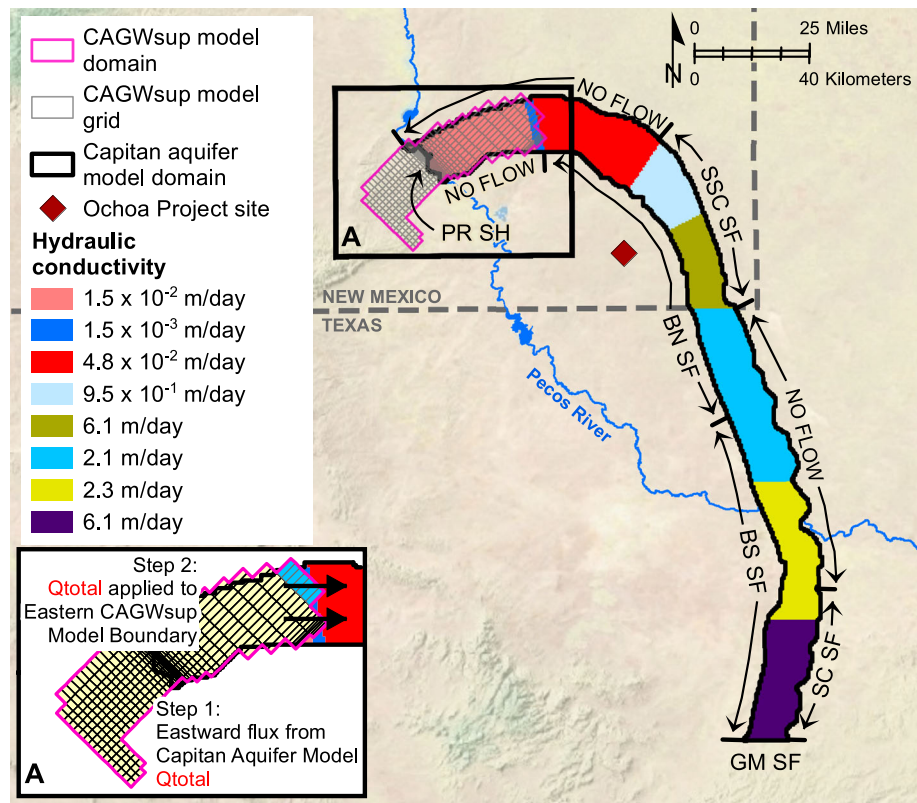 CAGWsup model
domain
CAGWsup model
grid
Capitan aquifer
model domain
Ochoa Project site
Hydraulic
conductivity
1.5 x 10⁻² m/day
1.5 x 10⁻³ m/day
4.8 x 10⁻² m/day
9.5 x 10⁻¹ m/day
6.1 m/day
2.1 m/day
2.3 m/day
6.1 m/day
0 25 Miles
0 40 Kilometers
N
NO FLOW
NO FLOW
SSC SF
A
PR SH
NEW MEXICO
TEXAS
BN SF
Pecos River
NO FLOW
BS SF
SC SF
GM SF
Step 2:
Qtotal applied to
Eastern CAGWsup
Model Boundary
Step 1:
Eastward flux from
Capitan Aquifer Model
Qtotal
A